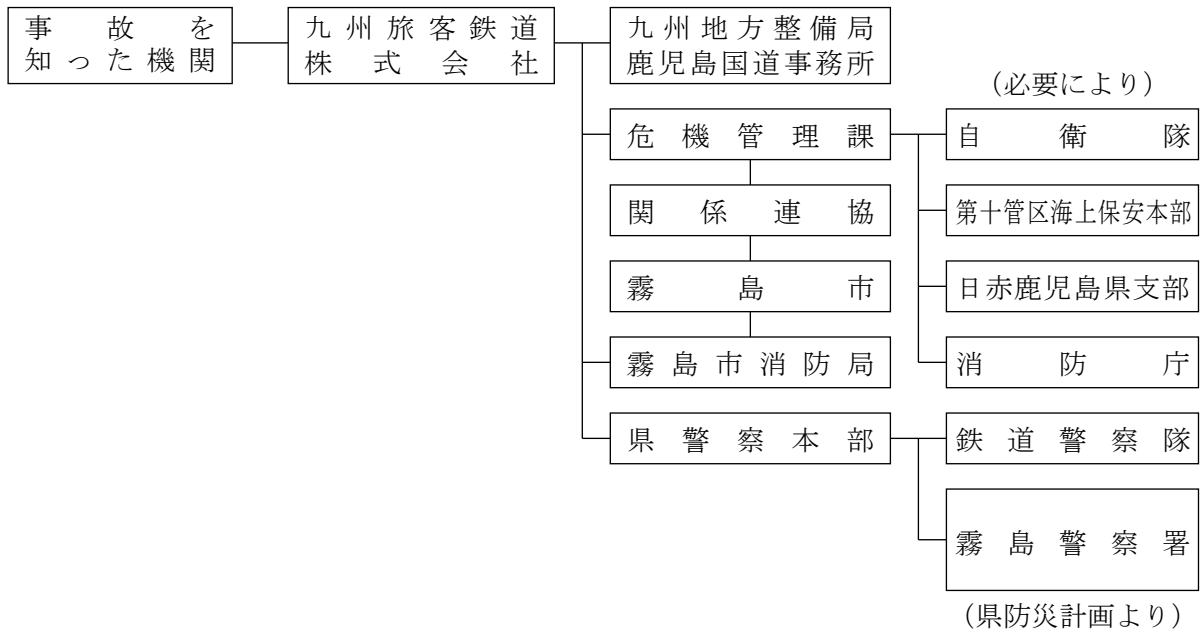 事故を
知った機関
九州旅客鉄道
株式会社
九州地方整備局
鹿児島国道事務所
(必要により)
危機管理課
自衛隊
関係連協
第十管区海上保安本部
霧島市
日赤鹿児島県支部
霧島市消防局
消防庁
県警察本部
鉄道警察隊
霧島警察署
(県防災計画より)